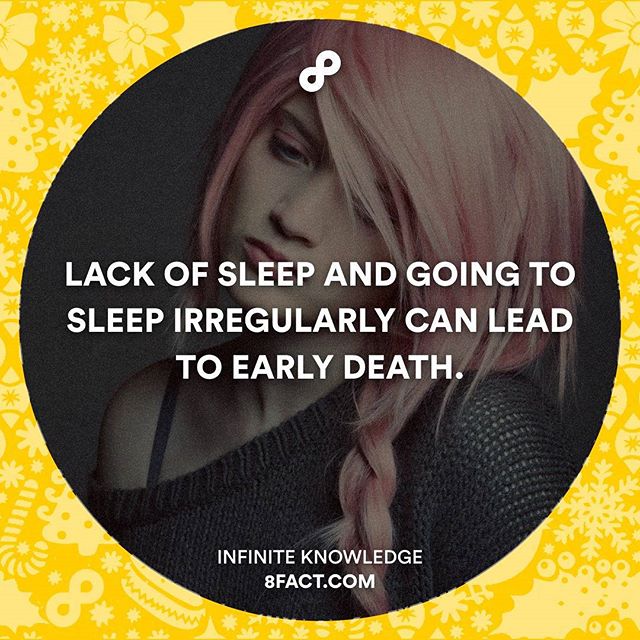 LACK OF SLEEP AND GOING TO
SLEEP IRREGULARLY CAN LEAD
TO EARLY DEATH.
INFINITE KNOWLEDGE
8FACT.COM